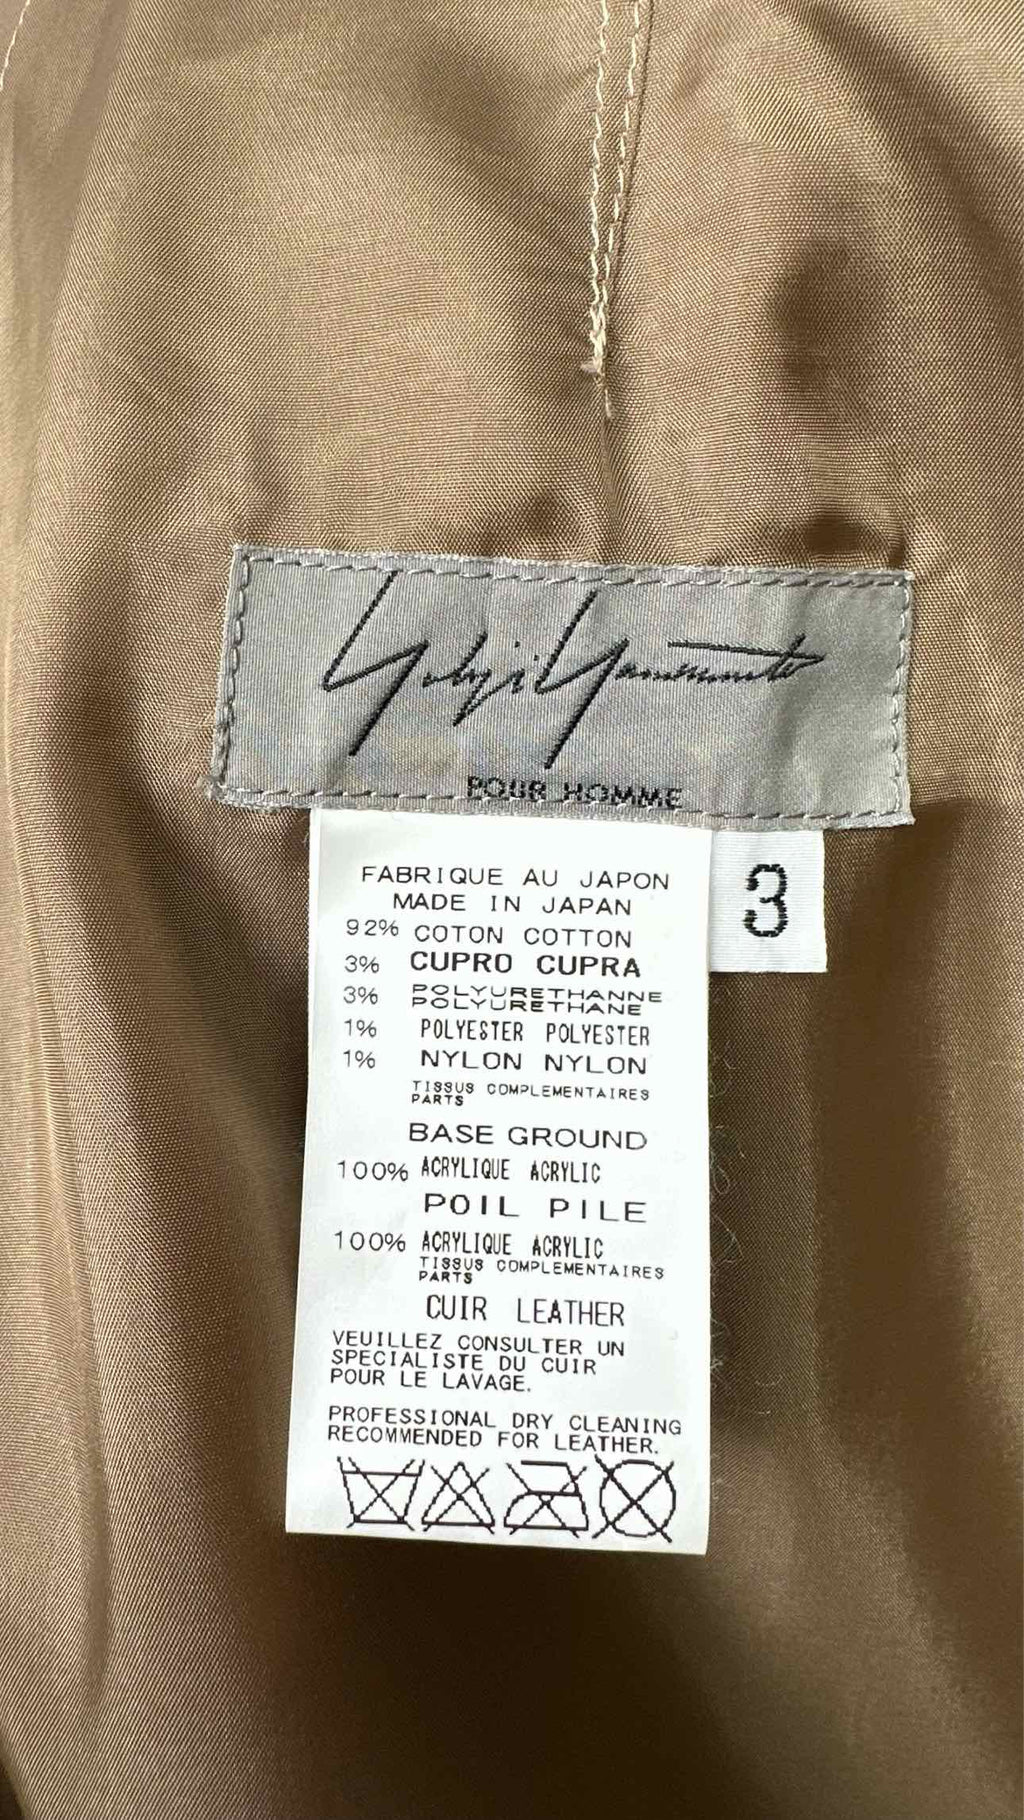 Yohji Yamamoto
POUR HOMME
3
FABRIQUE AU JAPON
MADE IN JAPAN
92% COTON COTTON
3% CUPRO CUPRA
3% POLYURETHANNE
POLYURETHANE
1% POLYESTER POLYESTER
1% NYLON NYLON
TISSUS COMPLEMENTAIRES
PARTS
BASE GROUND
100% ACRYLIQUE ACRYLIC
POIL PILE
100% ACRYLIQUE ACRYLIC
TISSUS COMPLEMENTAIRES
PARTS
CUIR LEATHER
VEUILLEZ CONSULTER UN
SPECIALISTE DU CUIR
POUR LE LAVAGE.
PROFESSIONAL DRY CLEANING
RECOMMENDED FOR LEATHER.